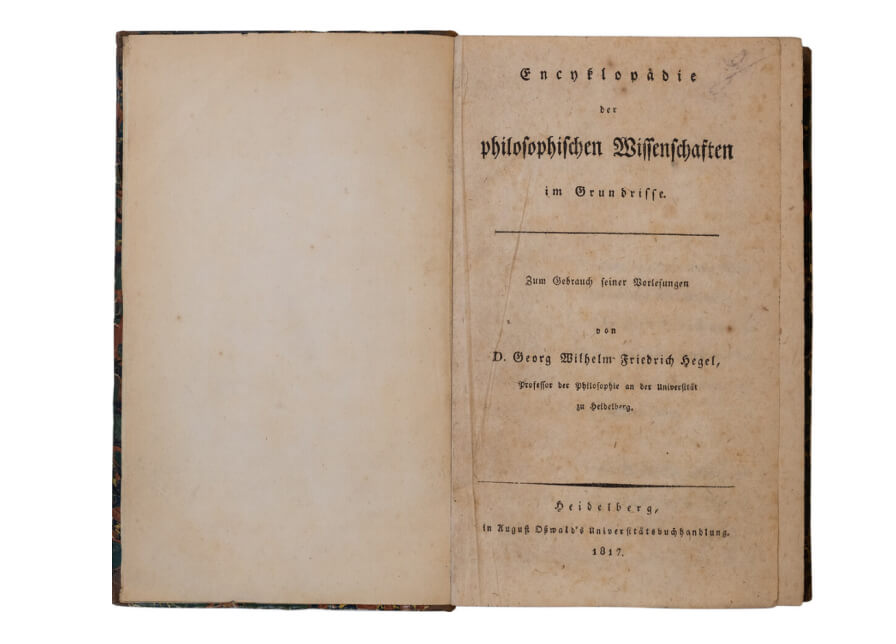 Encyklopädie
der
philosophischen Wissenschaften
im Grundrisse.
Zum Gebrauch seiner Vorlesungen
von
D. Georg Wilhelm Friedrich Hegel,
Professor der Philosophie an der Universität
zu Heidelberg.
Heidelberg,
in August Oßwald's Universitätsbuchhandlung.
1817.